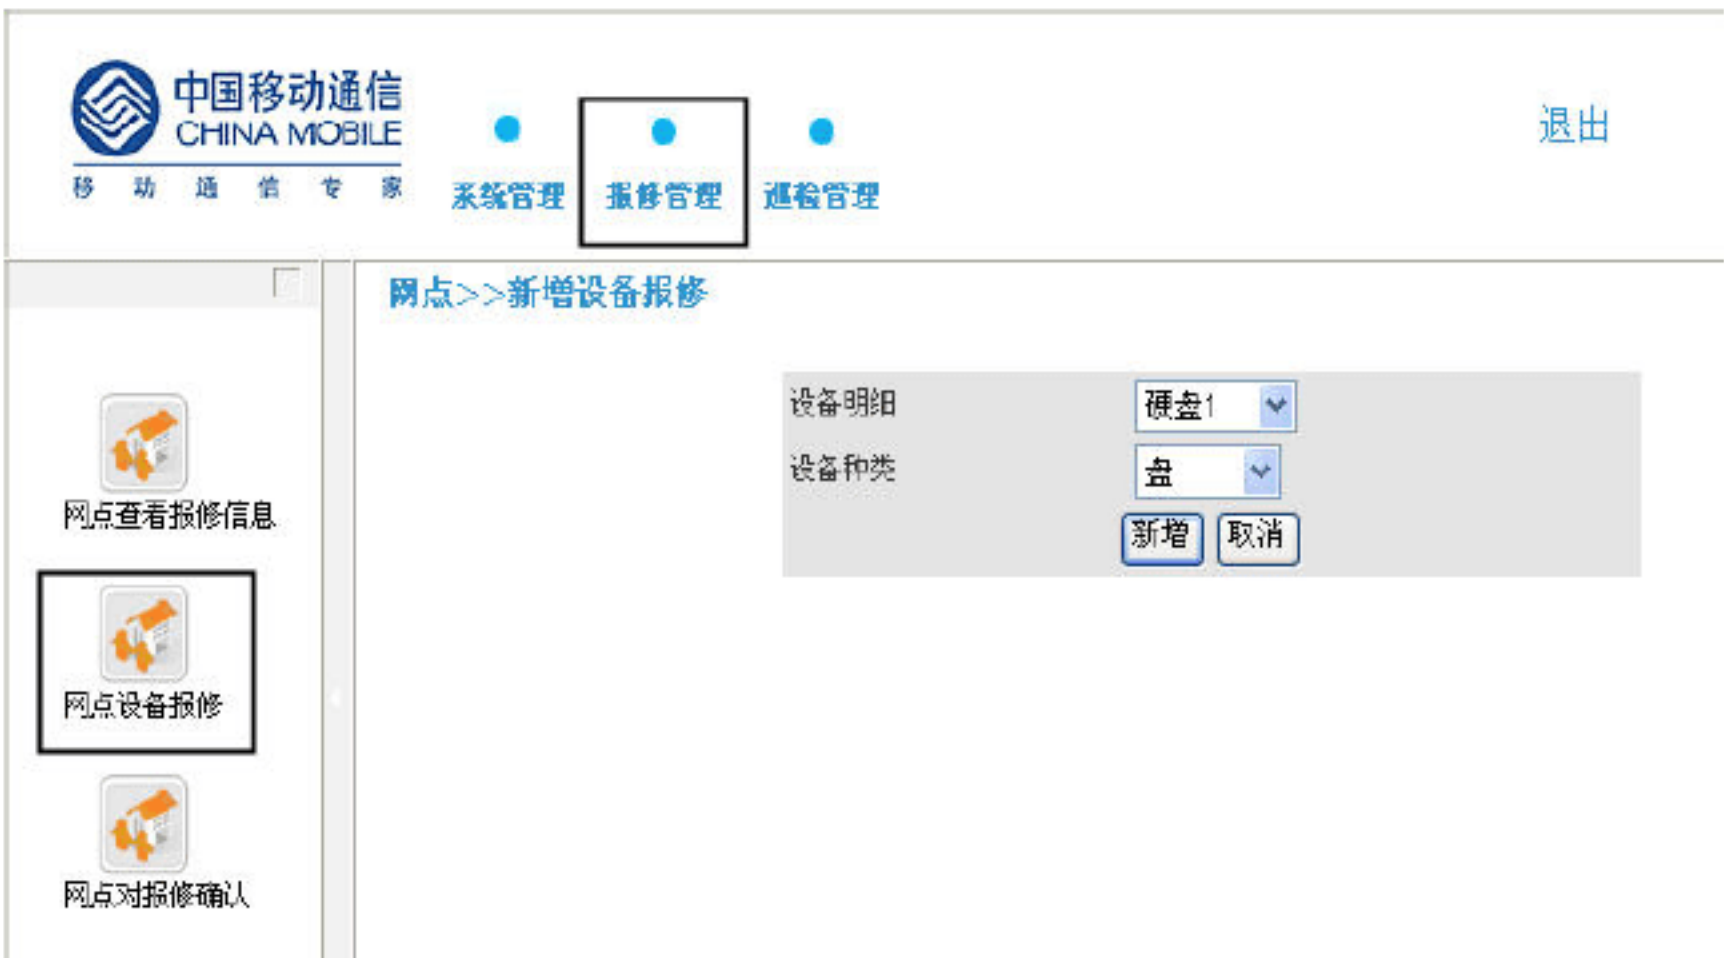 中国移动通信
CHINA MOBILE
移动通信专家
系统管理 报修管理 巡检管理
退出
网点>>新增设备报修
设备明细 硬盘1
设备种类 盘
新增 取消
网点查看报修信息
网点设备报修
网点对报修确认